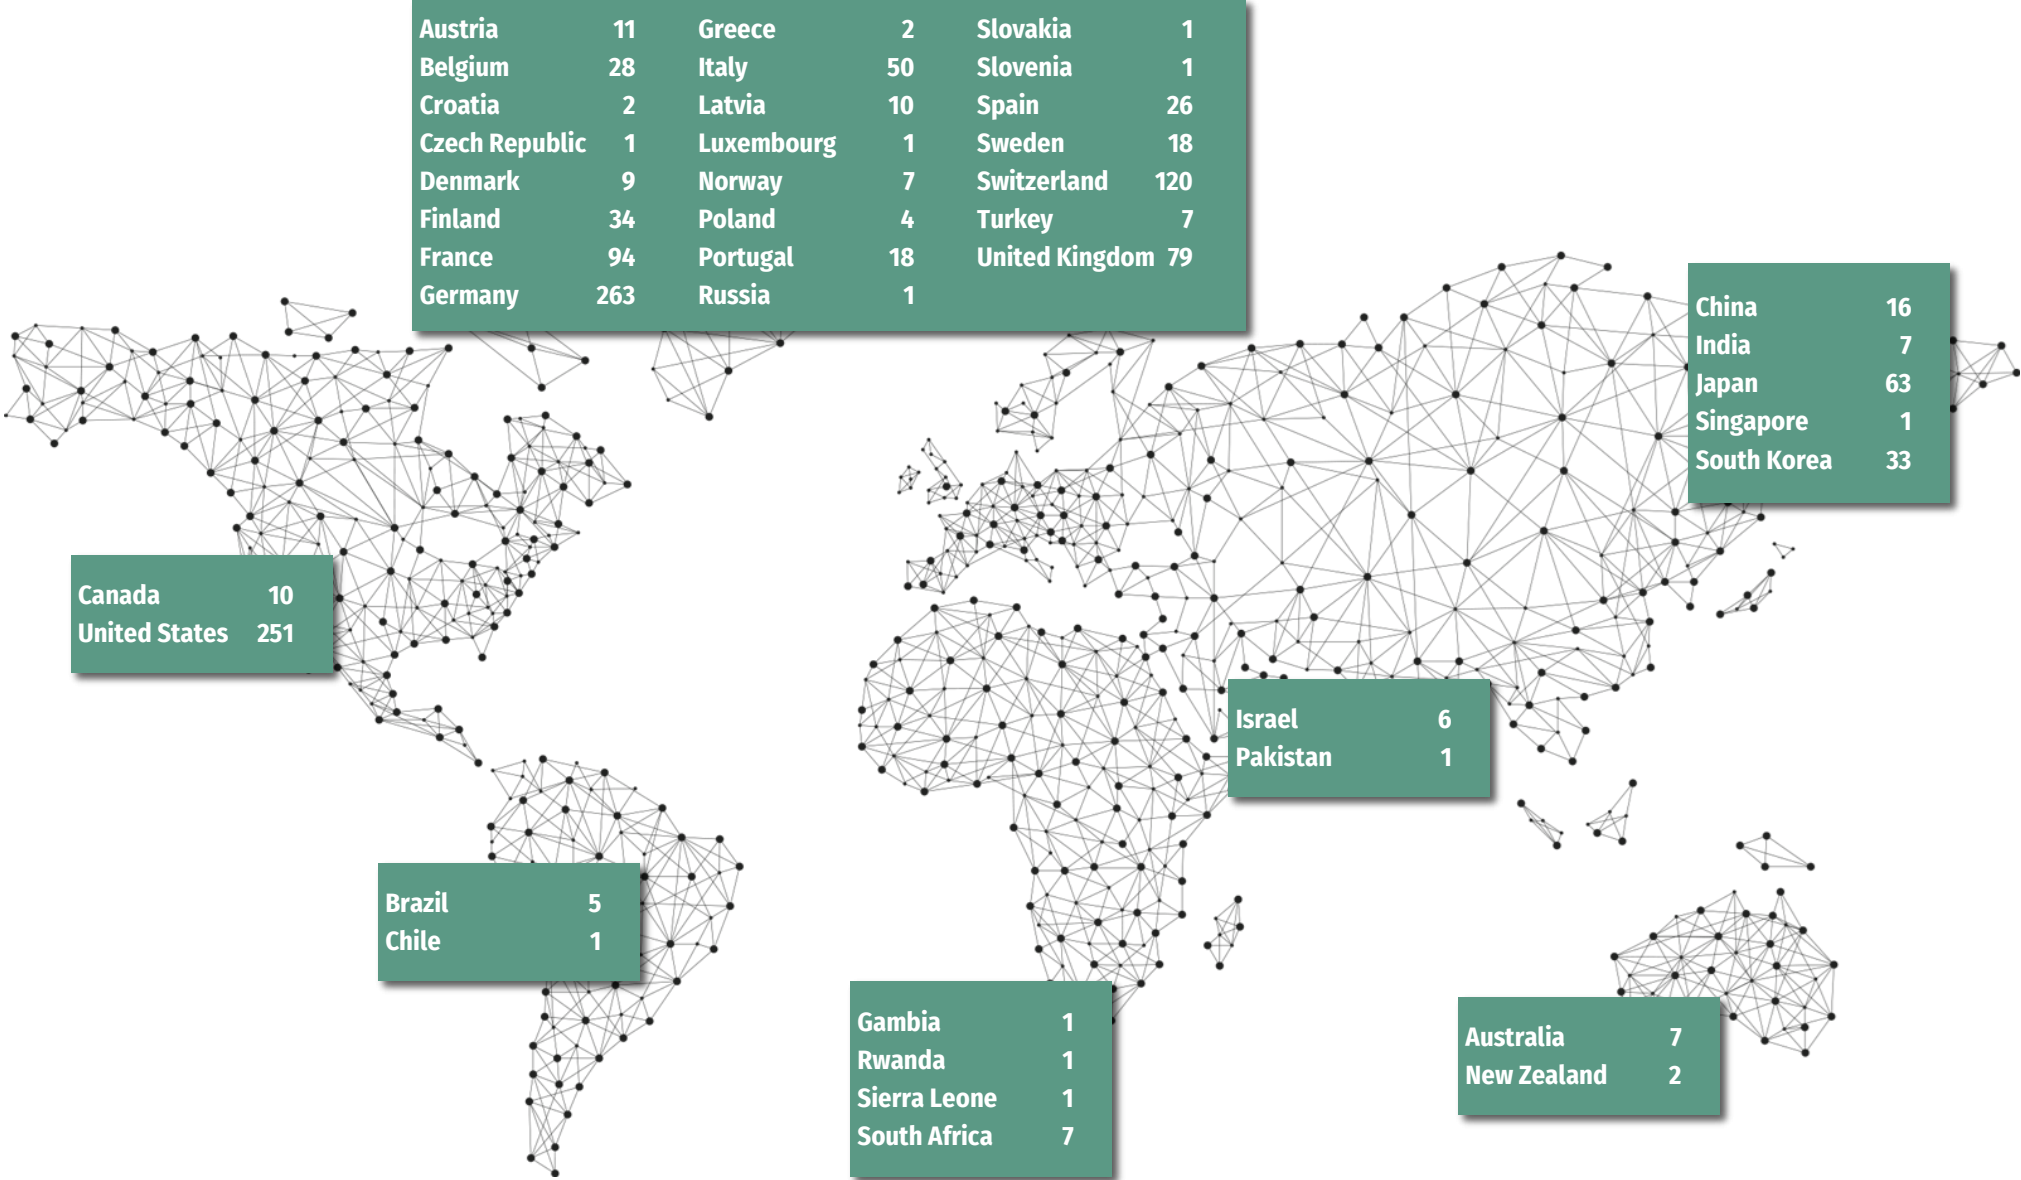 Austria 11
Belgium 28
Croatia 2
Czech Republic 1
Denmark 9
Finland 34
France 94
Germany 263
Greece 2
Italy 50
Latvia 10
Luxembourg 1
Norway 7
Poland 4
Portugal 18
Russia 1
Slovakia 1
Slovenia 1
Spain 26
Sweden 18
Switzerland 120
Turkey 7
United Kingdom 79
China 16
India 7
Japan 63
Singapore 1
South Korea 33
Canada 10
United States 251
Israel 6
Pakistan 1
Brazil 5
Chile 1
Gambia 1
Rwanda 1
Sierra Leone 1
South Africa 7
Australia 7
New Zealand 2